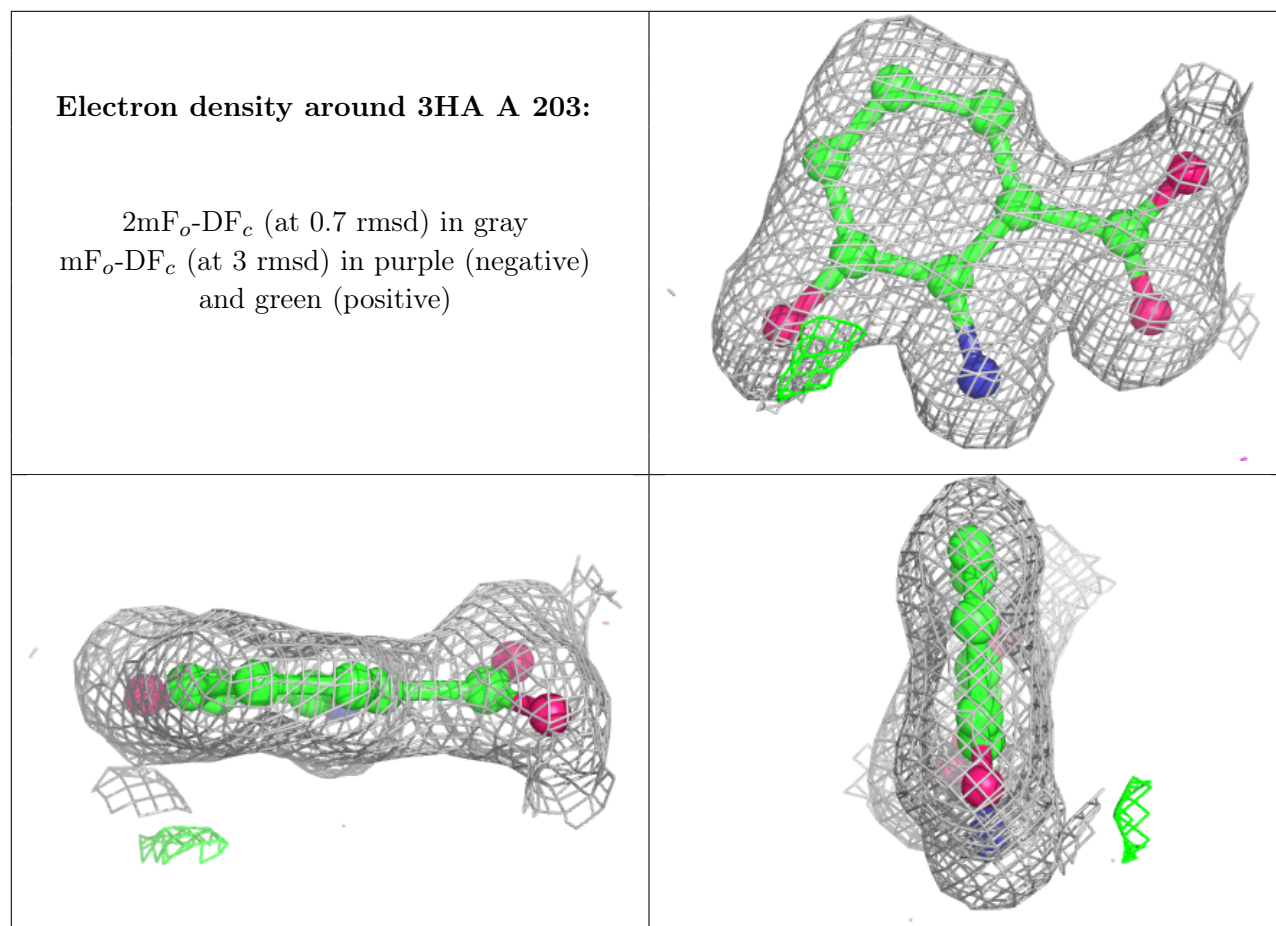 Electron density around 3HA A 203:
2mFₒ-DF𝒸 (at 0.7 rmsd) in gray
mFₒ-DF𝒸 (at 3 rmsd) in purple (negative)
and green (positive)